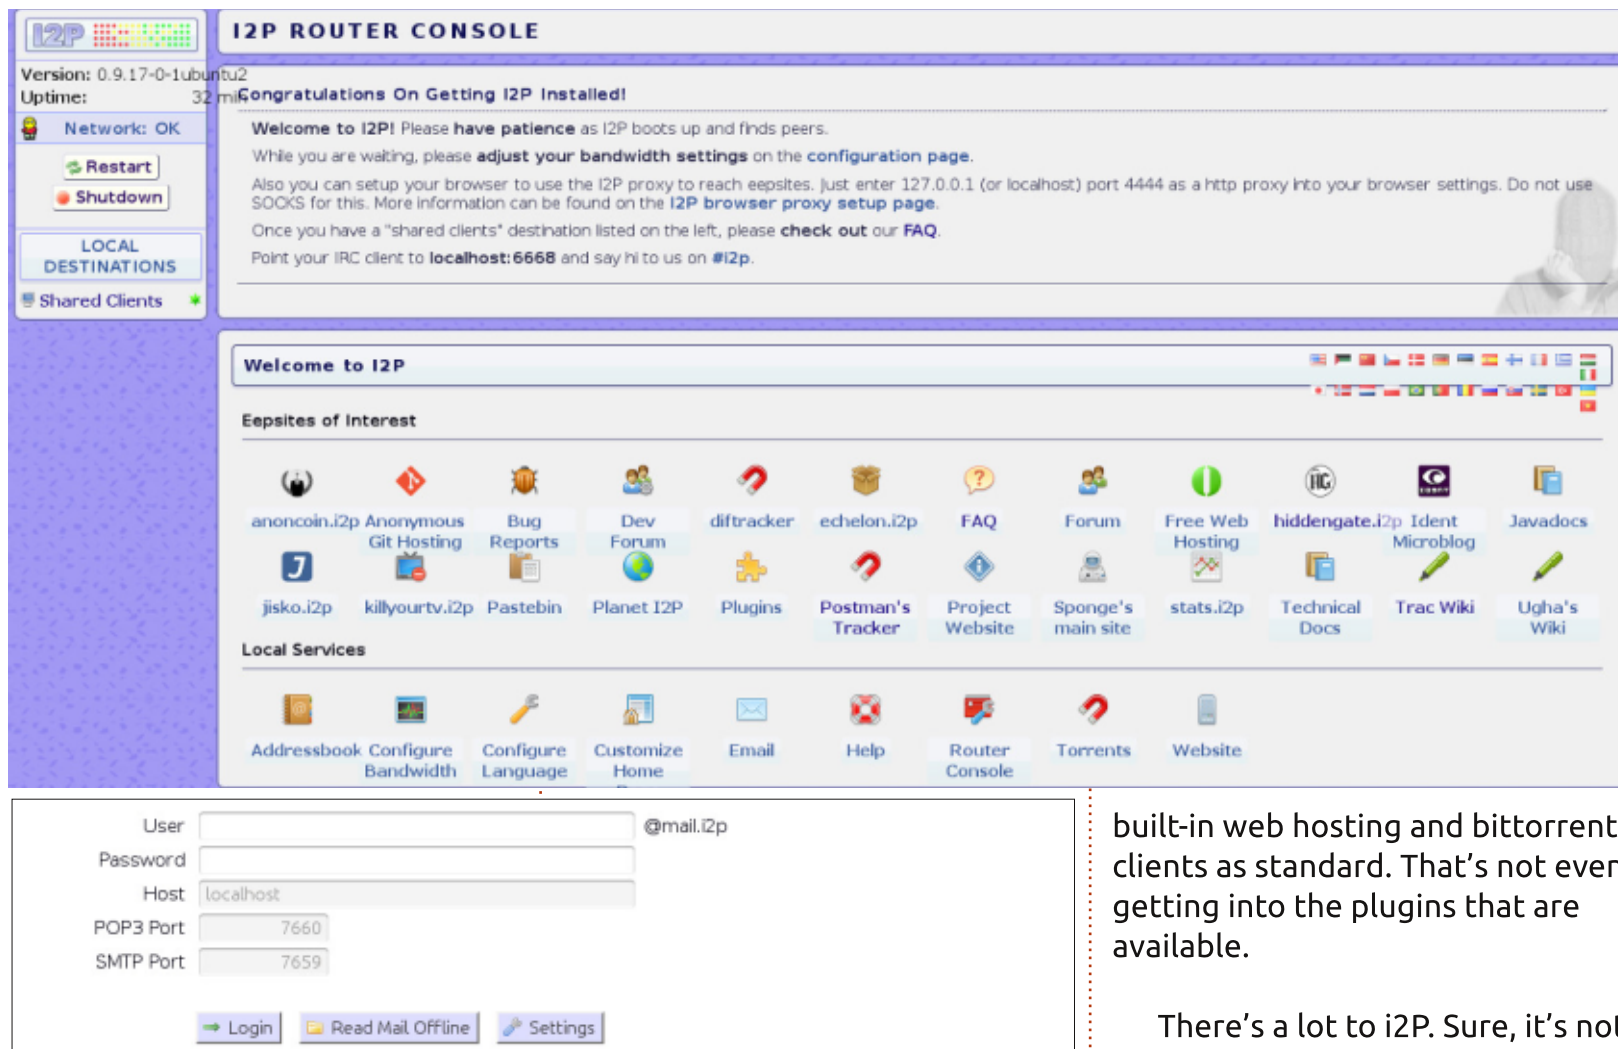 I2P
I2P ROUTER CONSOLE
Version: 0.9.17-0-1ubuntu2
Uptime: 32 min
Network: OK
Restart
Shutdown
LOCAL
DESTINATIONS
Shared Clients
Congratulations On Getting I2P Installed!
Welcome to I2P! Please have patience as I2P boots up and finds peers.
While you are waiting, please adjust your bandwidth settings on the configuration page.
Also you can setup your browser to use the I2P proxy to reach eepsites. Just enter 127.0.0.1 (or localhost) port 4444 as a http proxy into your browser settings. Do not use
SOCKS for this. More information can be found on the I2P browser proxy setup page.
Once you have a "shared clients" destination listed on the left, please check out our FAQ.
Point your IRC client to localhost:6668 and say hi to us on #i2p.
Welcome to I2P
Eepsites of Interest
anoncoin.i2p Anonymous Bug Dev diftracker echelon.i2p FAQ Forum Free Web hiddengate.i2p Ident Javadocs
Git Hosting Reports Forum Hosting Microblog
jisko.i2p killyourtv.i2p Pastebin Planet I2P Plugins Postman's Project Sponge's stats.i2p Technical Trac Wiki Ugha's
Tracker Website main site Docs Wiki
Local Services
Addressbook Configure Configure Customize Email Help Router Torrents Website
Bandwidth Language Home Console
User @mail.i2p
Password
Host localhost
POP3 Port 7660
SMTP Port 7659
Login Read Mail Offline Settings
built-in web hosting and bittorrent
clients as standard. That's not even
getting into the plugins that are
available.
There's a lot to i2P. Sure, it's not